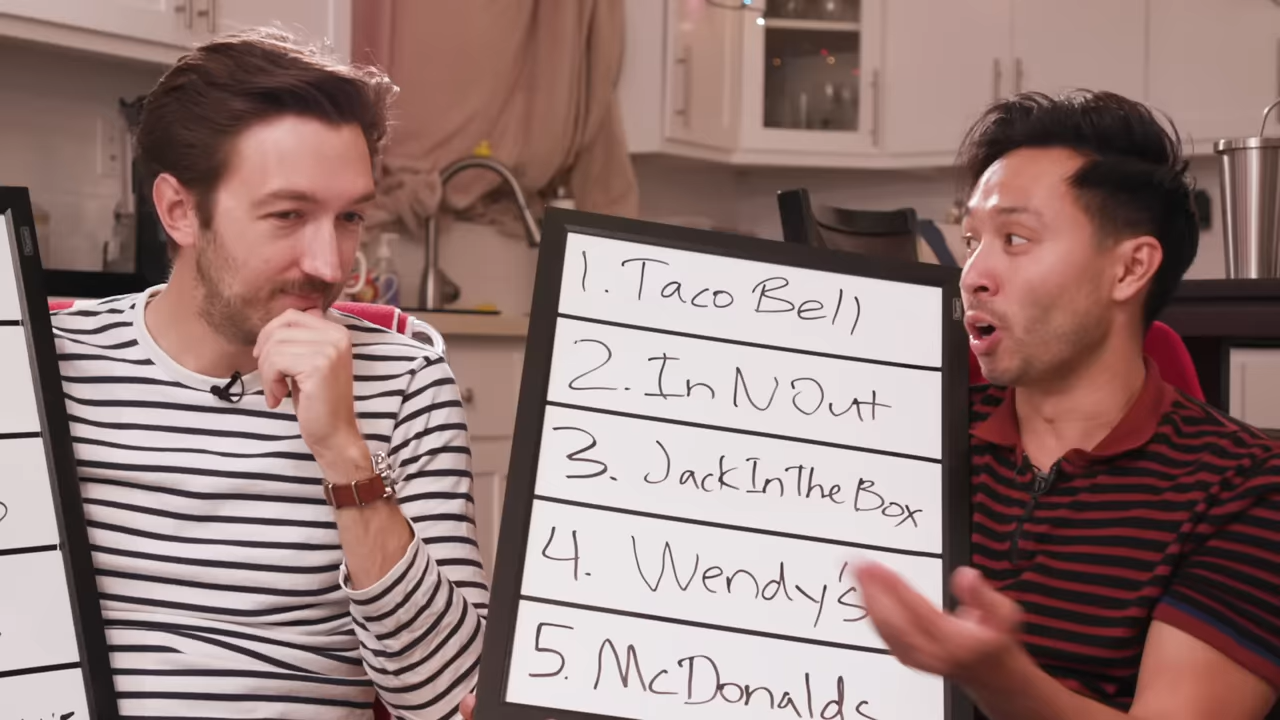 1. Taco Bell
2. In N Out
3. Jack In The Box
4. Wendy's
5. McDonalds